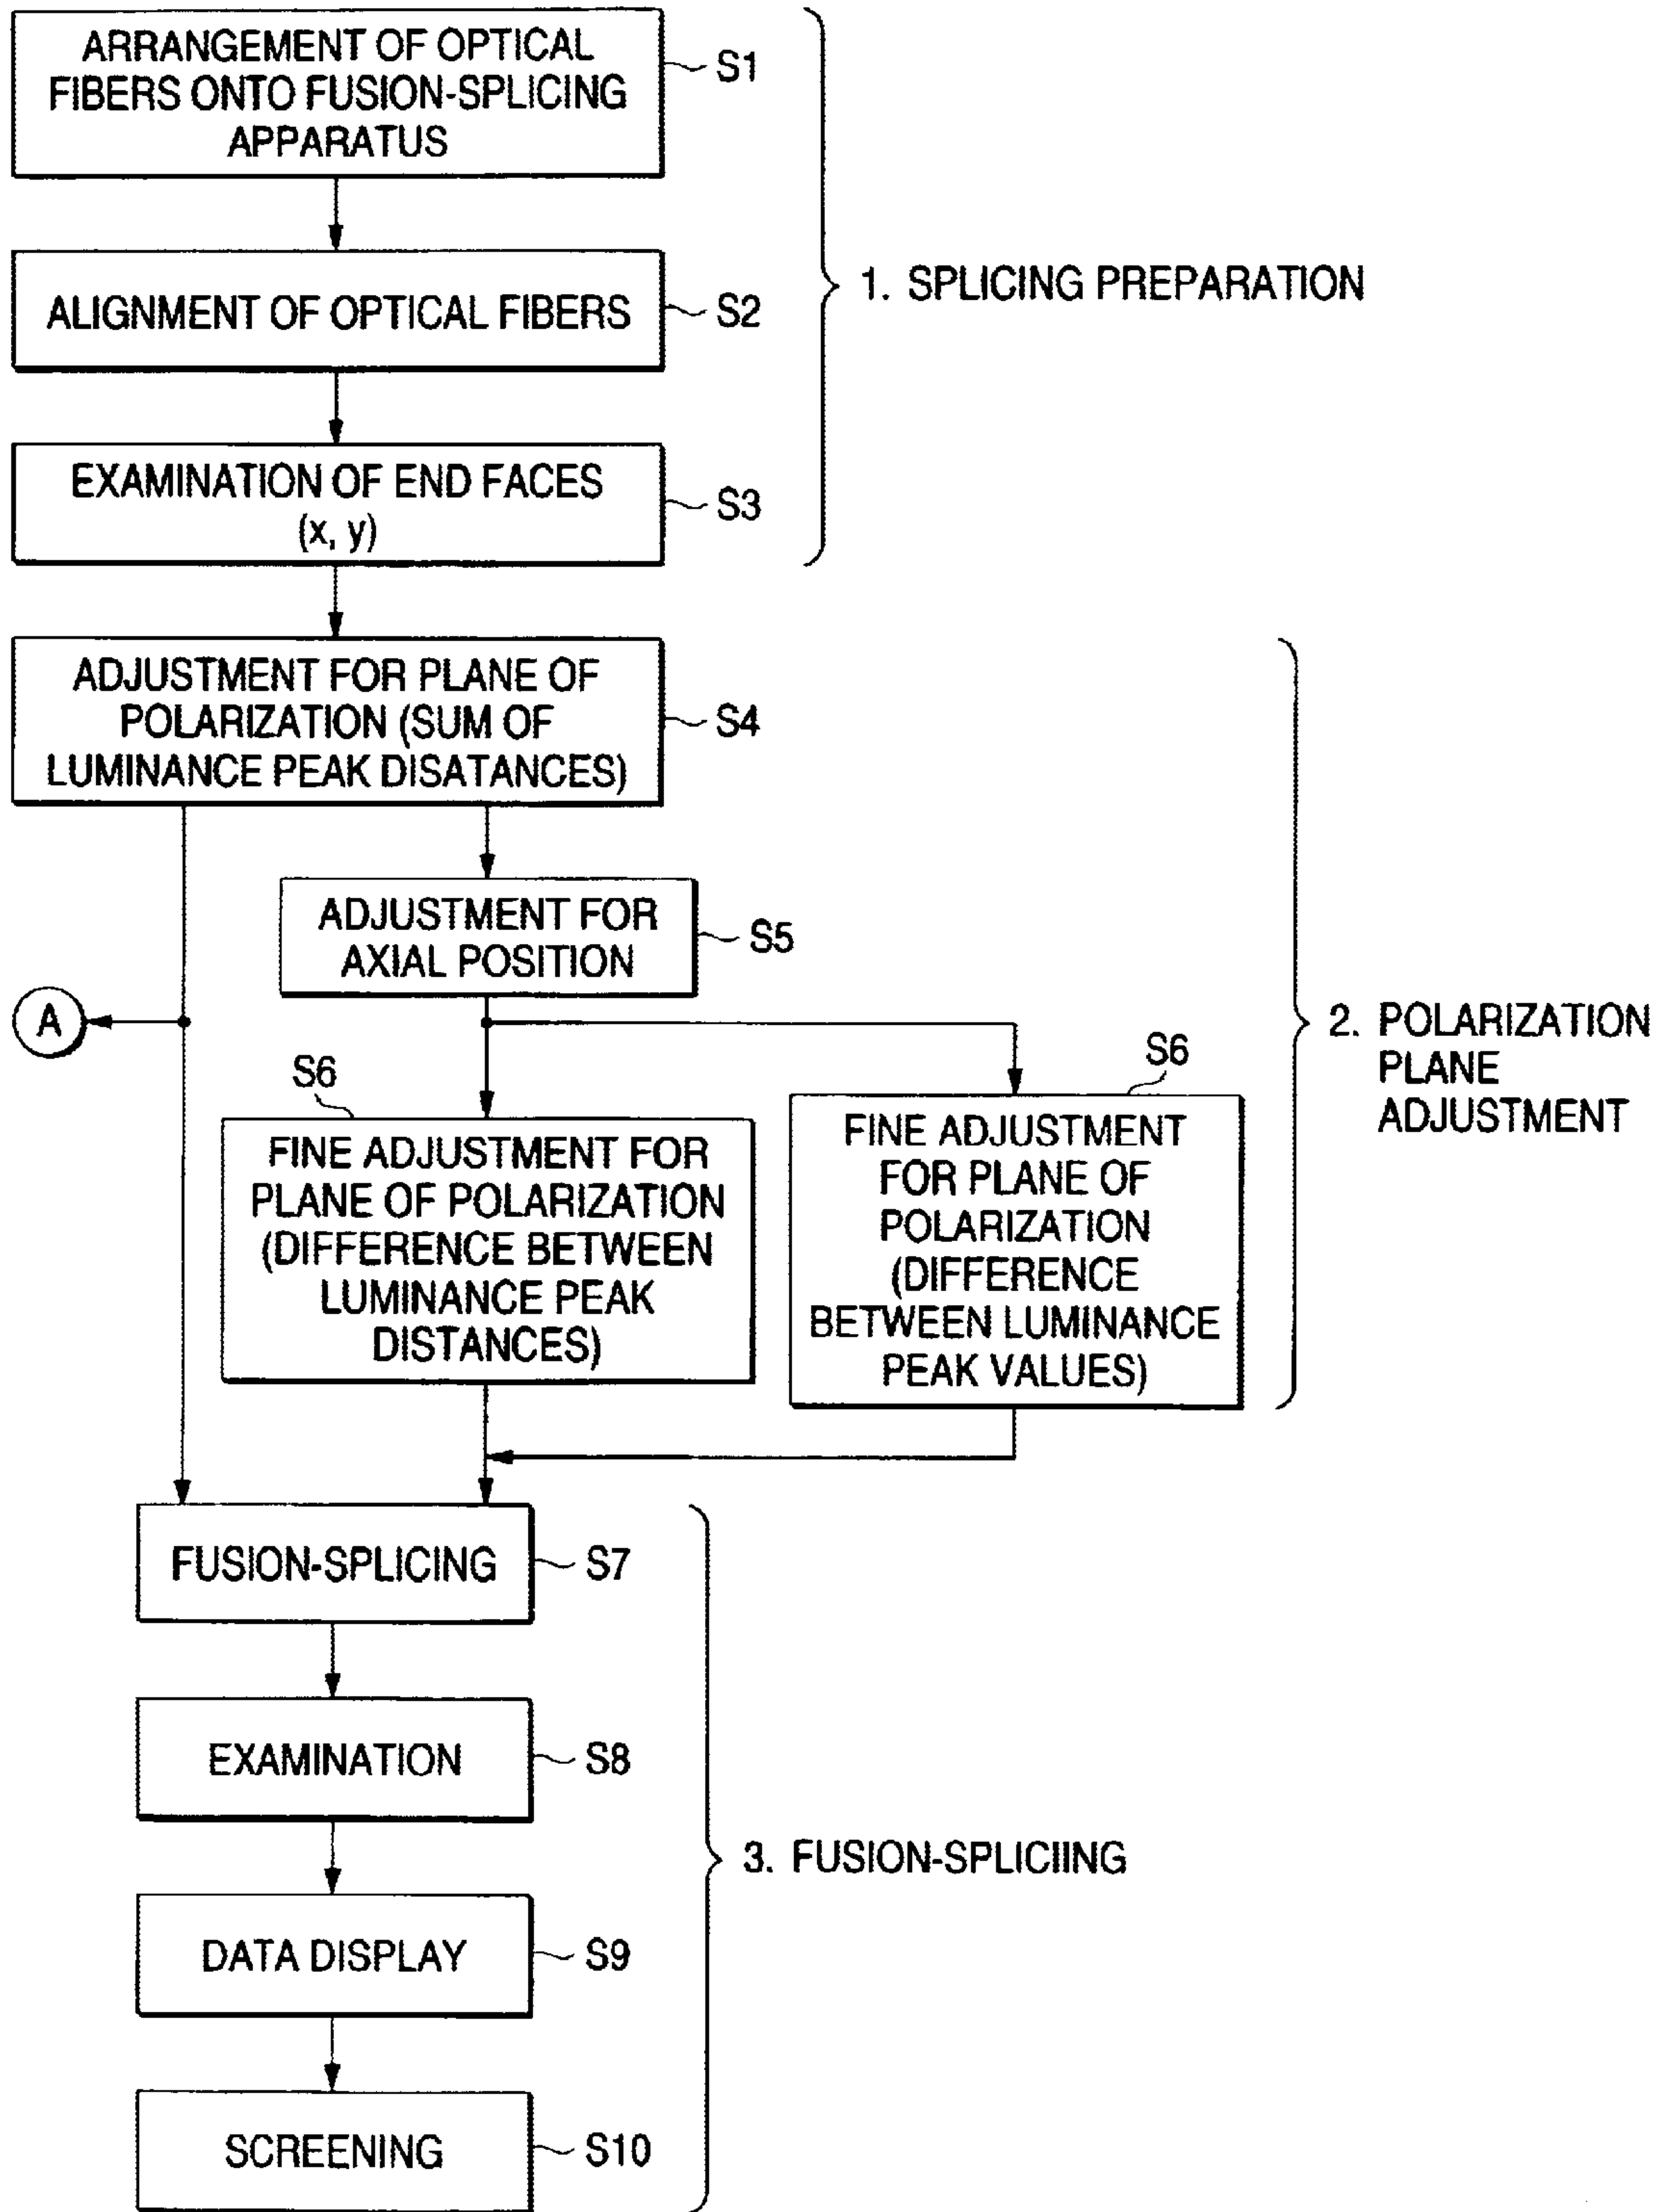 ARRANGEMENT OF OPTICAL
FIBERS ONTO FUSION-SPLICING
APPARATUS
S1
ALIGNMENT OF OPTICAL FIBERS
S2
1. SPLICING PREPARATION
EXAMINATION OF END FACES
(x, y)
S3
ADJUSTMENT FOR PLANE OF
POLARIZATION (SUM OF
LUMINANCE PEAK DISATANCES)
S4
ADJUSTMENT FOR
AXIAL POSITION
S5
A
2. POLARIZATION
PLANE
ADJUSTMENT
S6
FINE ADJUSTMENT FOR
PLANE OF POLARIZATION
(DIFFERENCE BETWEEN
LUMINANCE PEAK
DISTANCES)
S6
FINE ADJUSTMENT
FOR PLANE OF
POLARIZATION
(DIFFERENCE
BETWEEN LUMINANCE
PEAK VALUES)
FUSION-SPLICING
S7
EXAMINATION
S8
3. FUSION-SPLICIING
DATA DISPLAY
S9
SCREENING
S10